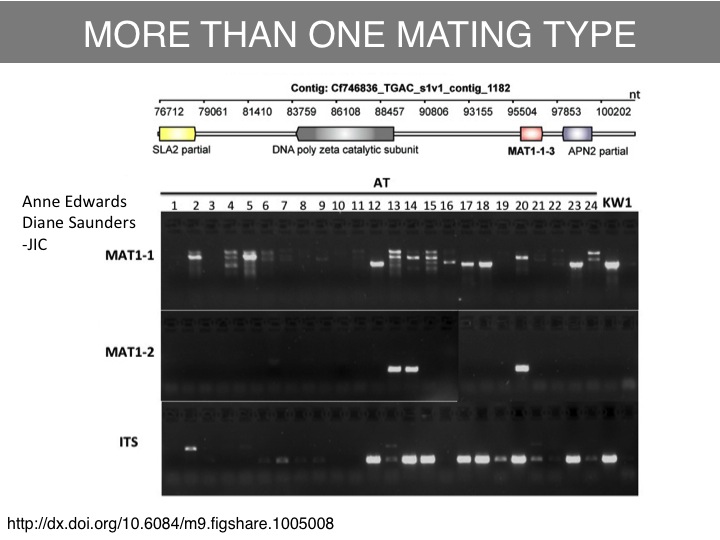 MORE THAN ONE MATING TYPE
Contig: Cf746836_TGAC_s1v1_contig_1182
nt
76712 79061 81410 83759 86108 88457 90806 93155 95504 97853 100202
SLA2 partial DNA poly zeta catalytic subunit MAT1-1-3 APN2 partial
AT
1 2 3 4 5 6 7 8 9 10 11 12 13 14 15 16 17 18 19 20 21 22 23 24 KW1
Anne Edwards
Diane Saunders
-JIC
MAT1-1
MAT1-2
ITS
http://dx.doi.org/10.6084/m9.figshare.1005008